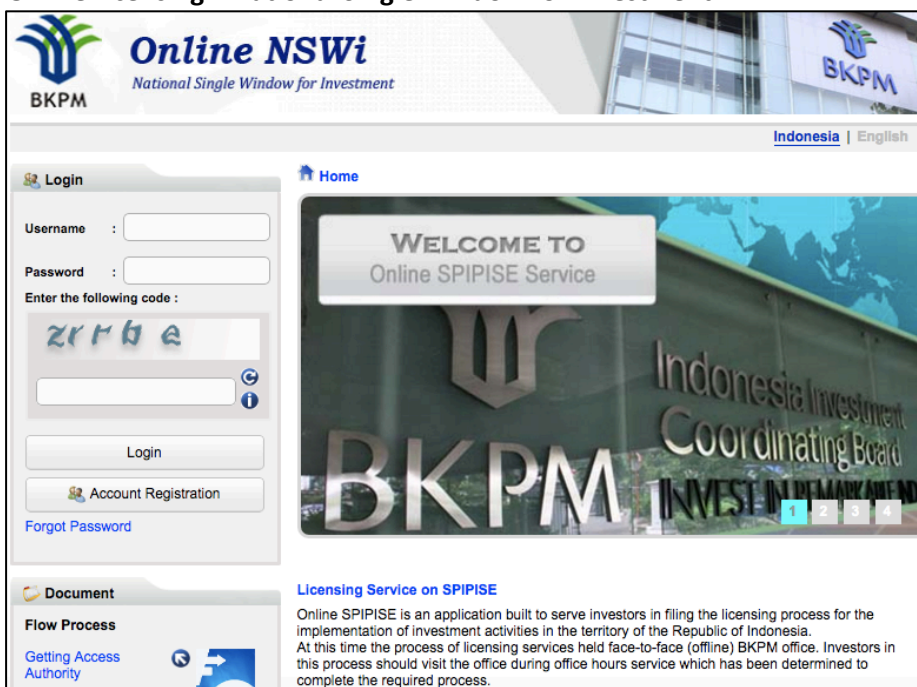 BKPM
Online NSWi
National Single Window for Investment
BKPM
Indonesia | English
Login
Username :
Password :
Enter the following code :
zrrbe
Login
Account Registration
Forgot Password
Home
WELCOME TO
Online SPIPISE Service
BKPM
Indonesia Investment
Coordinating Board
INVEST IN REMARKABLE
1 2 3 4
Document
Flow Process
Getting Access
Authority
Licensing Service on SPIPISE
Online SPIPISE is an application built to serve investors in filing the licensing process for the
implementation of investment activities in the territory of the Republic of Indonesia.
At this time the process of licensing services held face-to-face (offline) BKPM office. Investors in
this process should visit the office during office hours service which has been determined to
complete the required process.